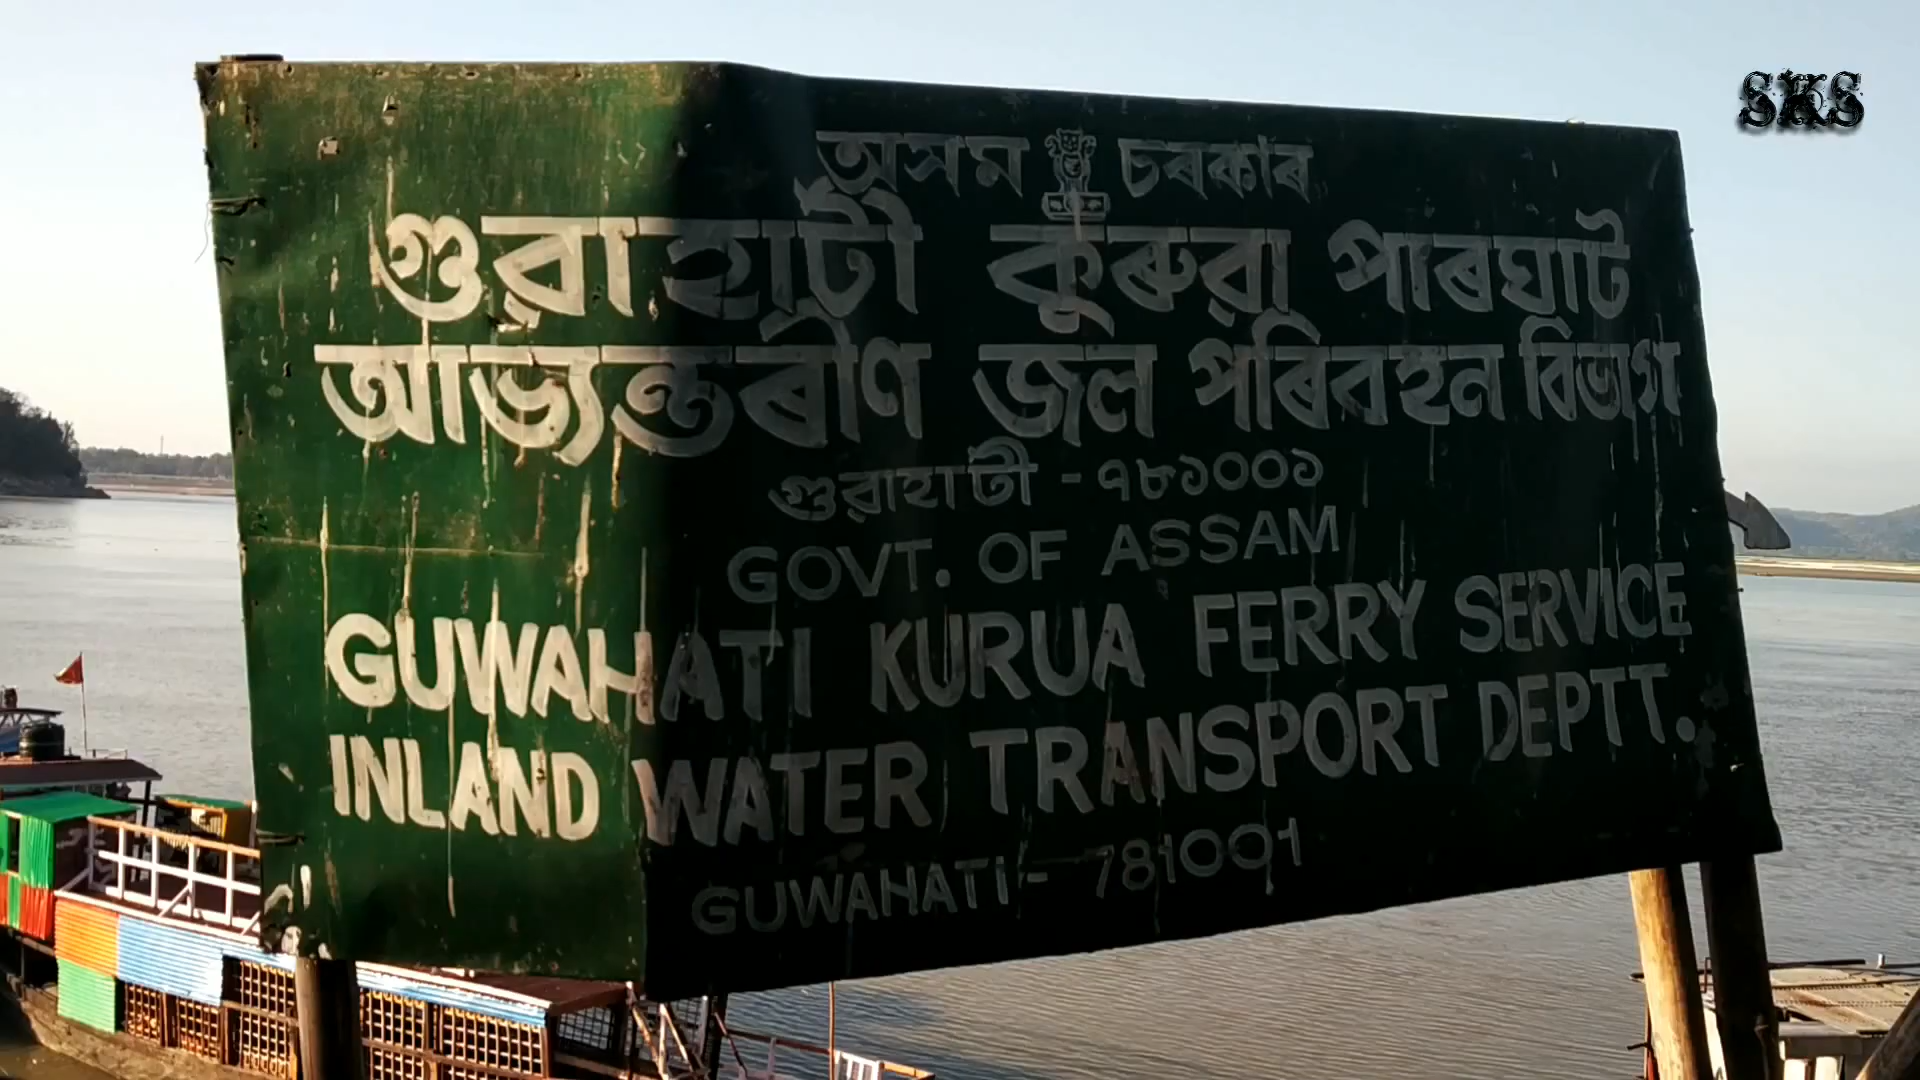 অসম চৰকাৰ
গুৱাহাটী কুৰুৱা পাৰঘাট
আভ্যন্তৰীণ জল পৰিবহন বিভাগ
গুৱাহাটী - ৭৮১০০১
GOVT. OF ASSAM
GUWAHATI KURUA FERRY SERVICE
INLAND WATER TRANSPORT DEPTT.
GUWAHATI - 781001
SKS